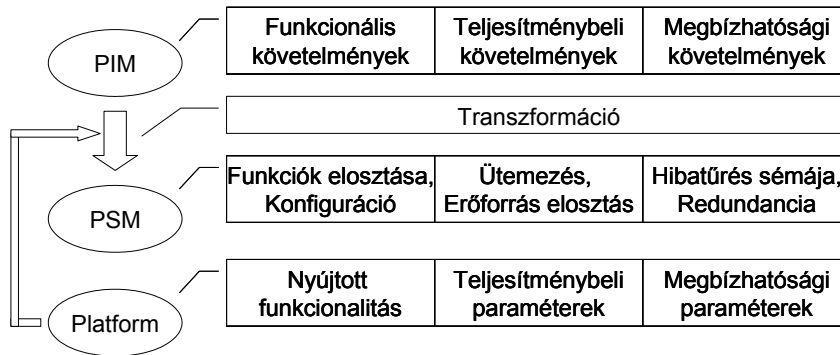 PIM
Funkcionális követelmények
Teljesítménybeli követelmények
Megbízhatósági követelmények
Transzformáció
PSM
Funkciók elosztása, Konfiguráció
Ütemezés, Erőforrás elosztás
Hibatűrés sémája, Redundancia
Platform
Nyújtott funkcionalitás
Teljesítménybeli paraméterek
Megbízhatósági paraméterek